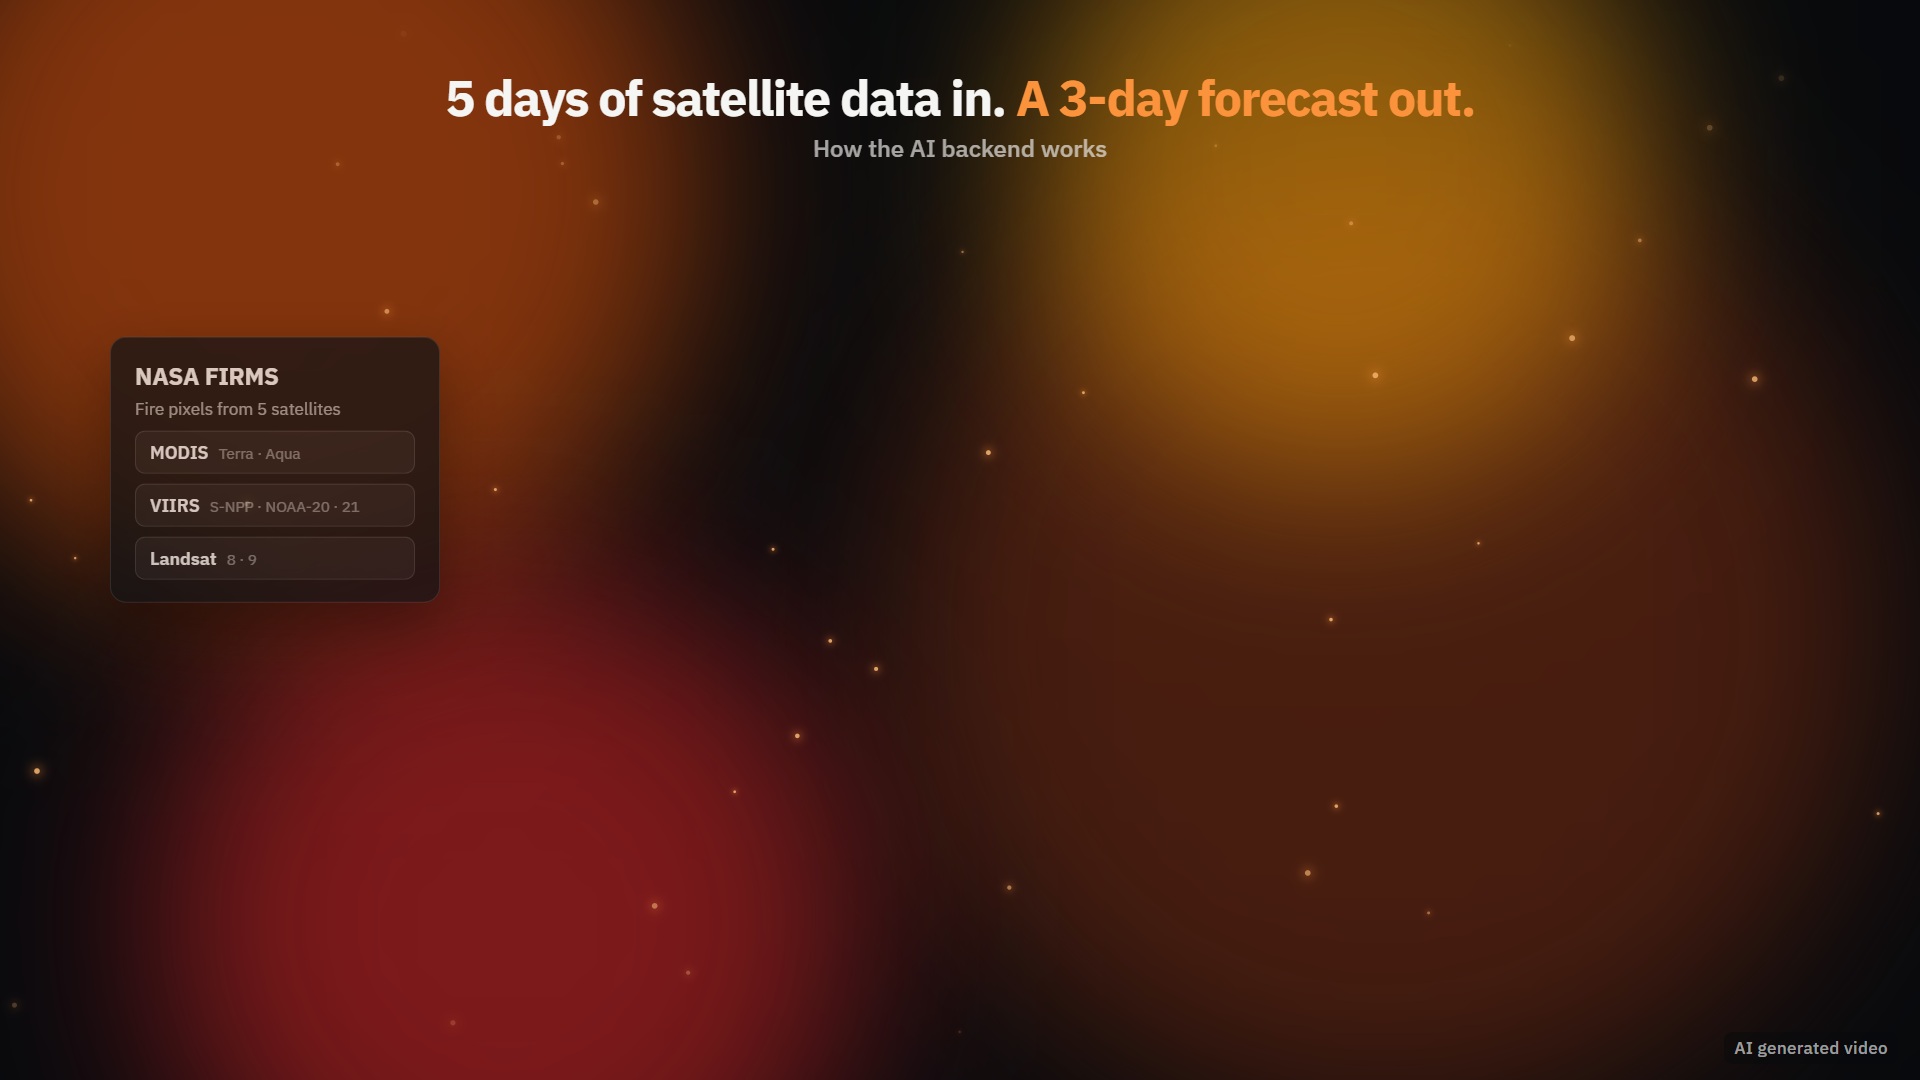 5 days of satellite data in. A 3-day forecast out.
How the AI backend works
NASA FIRMS
Fire pixels from 5 satellites
MODIS Terra · Aqua
VIIRS S-NPP · NOAA-20 · 21
Landsat 8 · 9
AI generated video